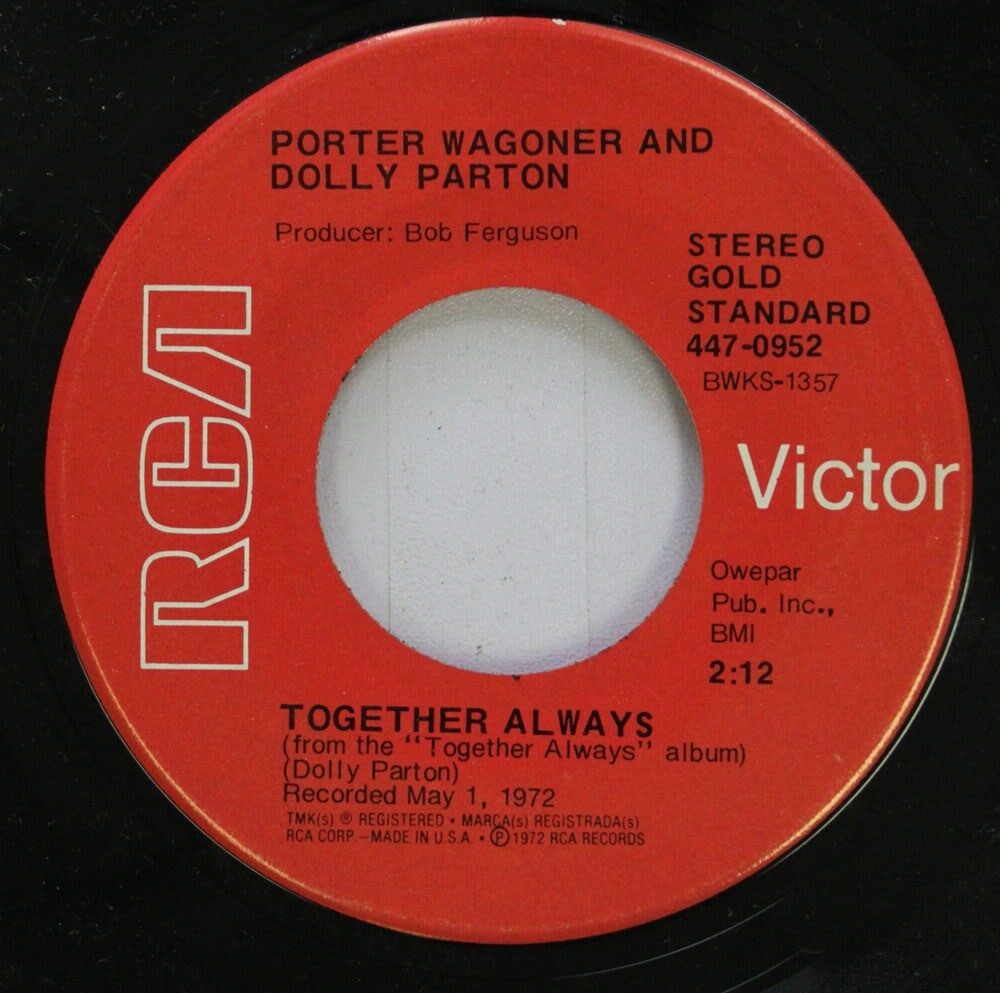 PORTER WAGONER AND
DOLLY PARTON
Producer: Bob Ferguson
STEREO
GOLD
STANDARD
447-0952
BWKS-1357
RCA
Victor
Owepar
Pub. Inc.,
BMI
2:12
TOGETHER ALWAYS
(from the "Together Always" album)
(Dolly Parton)
Recorded May 1, 1972
TMK(s) ® REGISTERED • MARCA(s) REGISTRADA(s)
RCA CORP.—MADE IN U.S.A. • ℗ 1972 RCA RECORDS